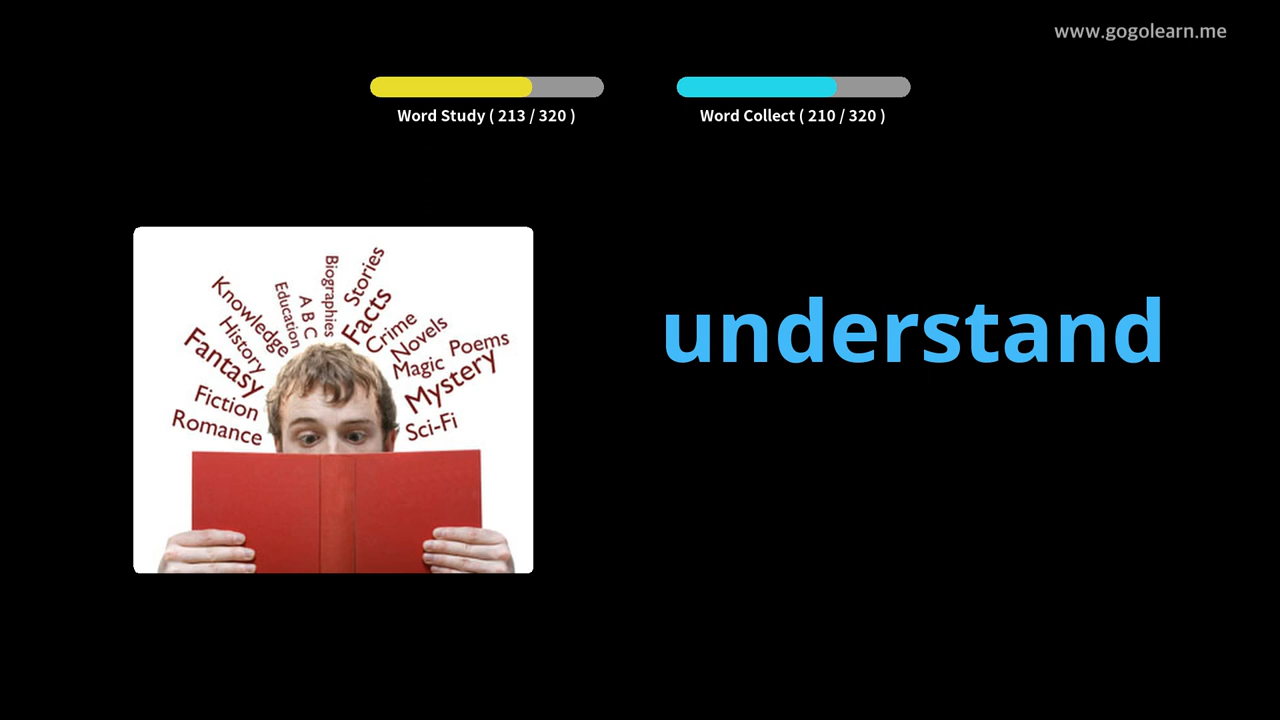 www.gogolearn.me
Word Study ( 213 / 320 )
Word Collect ( 210 / 320 )
understand
Romance
Fiction
Fantasy
History
Knowledge
Education
A B C
Biographies
Stories
Facts
Crime
Novels
Magic
Poems
Mystery
Sci-Fi